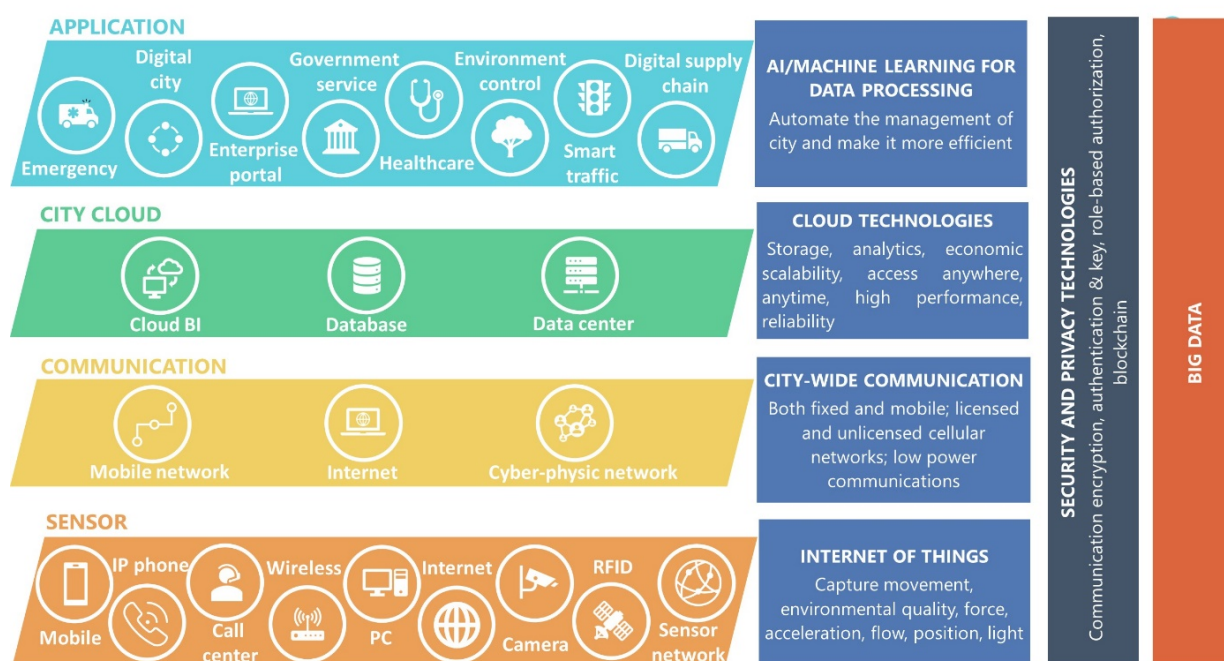 APPLICATION
Digital
city
Government
service
Environment
control
Digital supply
chain
Emergency
Enterprise
portal
Healthcare
Smart
traffic
AI/MACHINE LEARNING FOR
DATA PROCESSING
Automate the management of
city and make it more efficient
CITY CLOUD
Cloud BI
Database
Data center
CLOUD TECHNOLOGIES
Storage, analytics, economic
scalability, access anywhere,
anytime, high performance,
reliability
COMMUNICATION
Mobile network
Internet
Cyber-physic network
CITY-WIDE COMMUNICATION
Both fixed and mobile; licensed
and unlicensed cellular
networks; low power
communications
SENSOR
IP phone
Wireless
Internet
RFID
Mobile
Call
center
PC
Camera
Sensor
network
INTERNET OF THINGS
Capture movement,
environmental quality, force,
acceleration, flow, position, light
SECURITY AND PRIVACY TECHNOLOGIES
Communication encryption, authentication & key, role-based authorization,
blockchain
BIG DATA